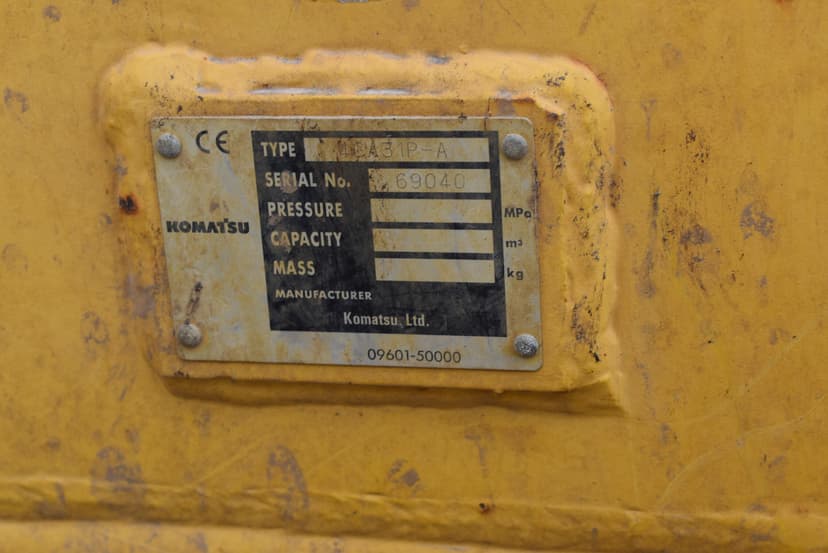 CE
TYPE
SERIAL No. 69040
PRESSURE MPa
KOMATSU
CAPACITY m³
MASS kg
MANUFACTURER
Komatsu Ltd.
09601-50000